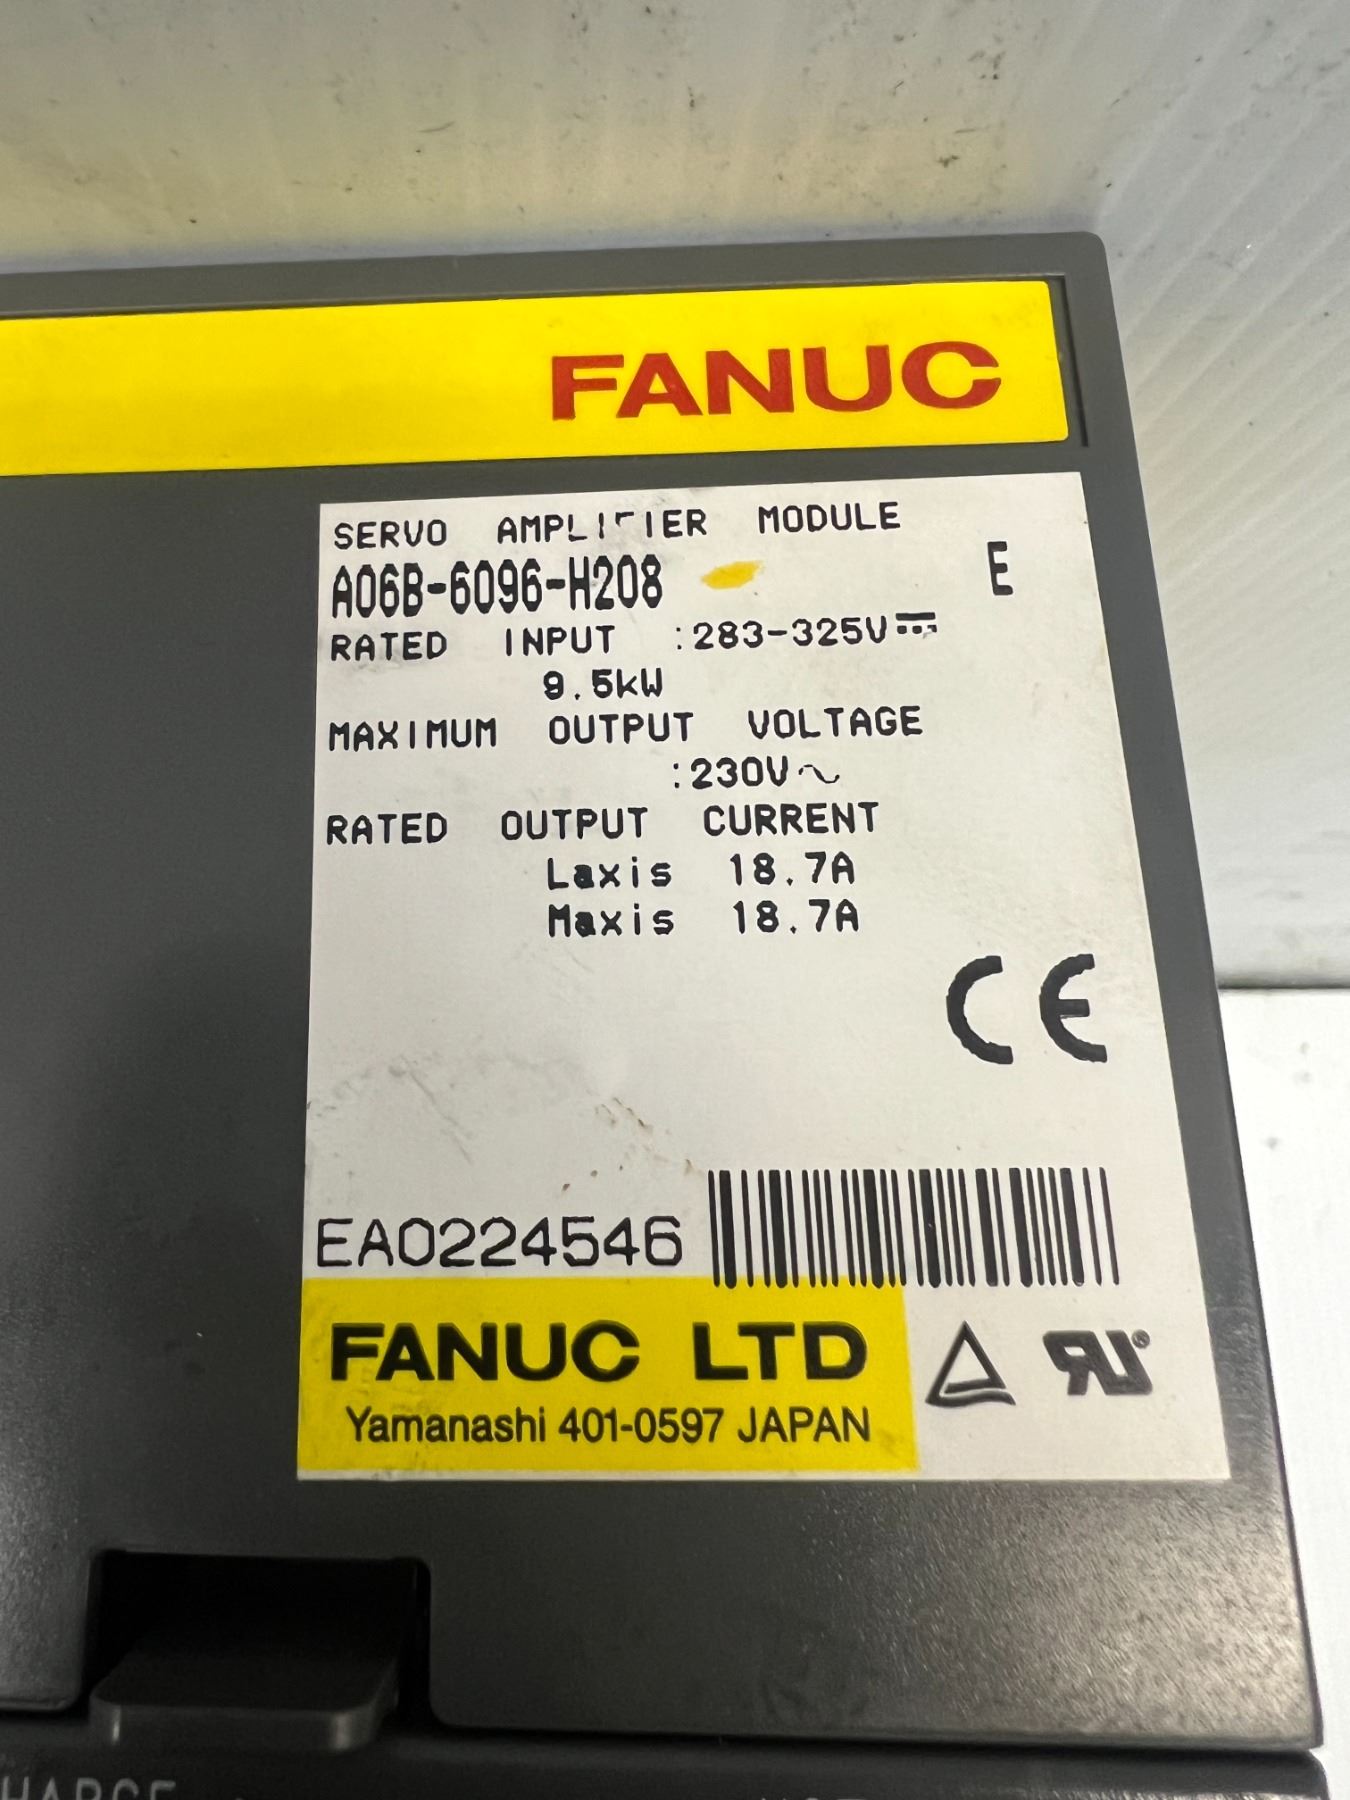 FANUC
SERVO AMPLIFIER MODULE
A06B-6096-H208 E
RATED INPUT :283-325V⎓
9.5kW
MAXIMUM OUTPUT VOLTAGE
:230V~
RATED OUTPUT CURRENT
Laxis 18.7A
Maxis 18.7A
CE
EA0224546
FANUC LTD
Yamanashi 401-0597 JAPAN